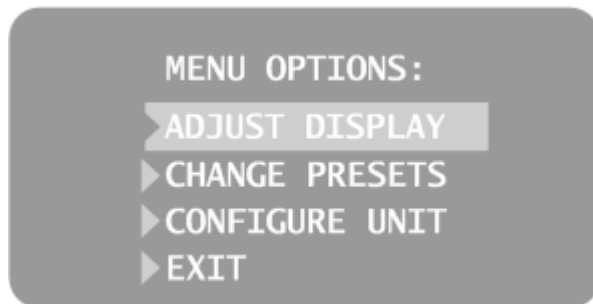 MENU OPTIONS:
ADJUST DISPLAY
CHANGE PRESETS
CONFIGURE UNIT
EXIT